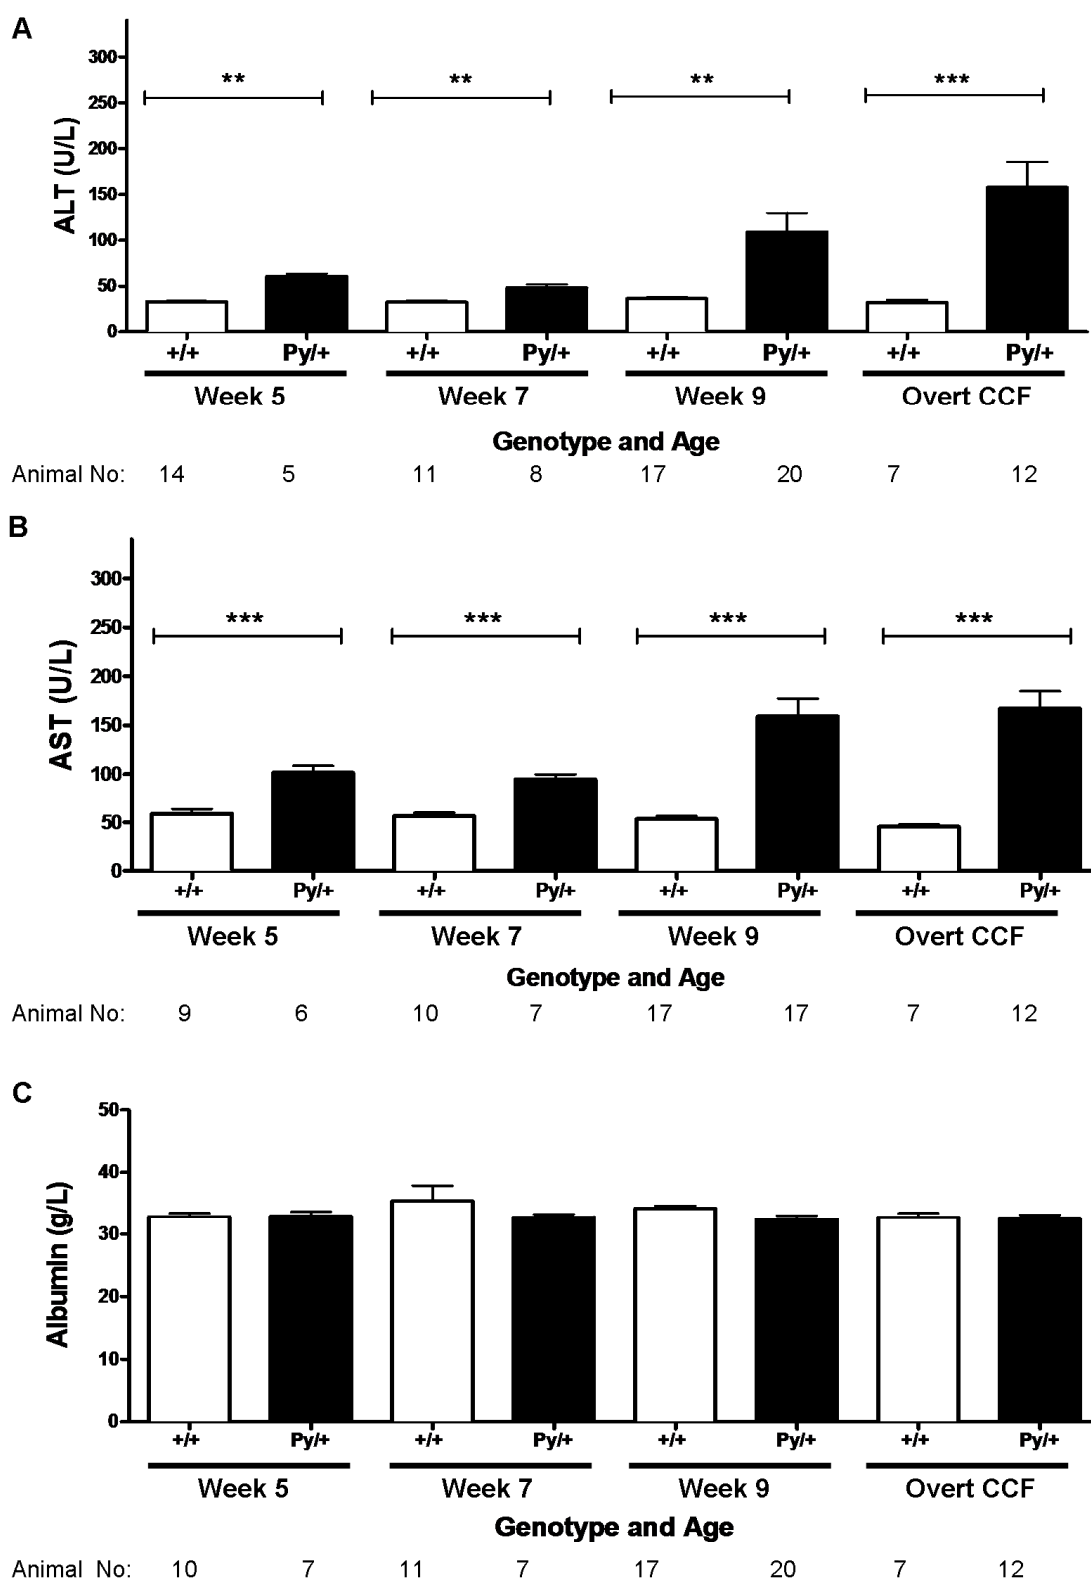 A
300
250
200
150
100
50
0
ALT (U/L)
** ** ** ***
+/+ Py/+ +/+ Py/+ +/+ Py/+ +/+ Py/+
Week 5 Week 7 Week 9 Overt CCF
Genotype and Age
Animal No: 14 5 11 8 17 20 7 12
B
300
250
200
150
100
50
0
AST (U/L)
*** *** *** ***
+/+ Py/+ +/+ Py/+ +/+ Py/+ +/+ Py/+
Week 5 Week 7 Week 9 Overt CCF
Genotype and Age
Animal No: 9 6 10 7 17 17 7 12
C
50
40
30
20
10
0
Albumin (g/L)
+/+ Py/+ +/+ Py/+ +/+ Py/+ +/+ Py/+
Week 5 Week 7 Week 9 Overt CCF
Genotype and Age
Animal No: 10 7 11 7 17 20 7 12